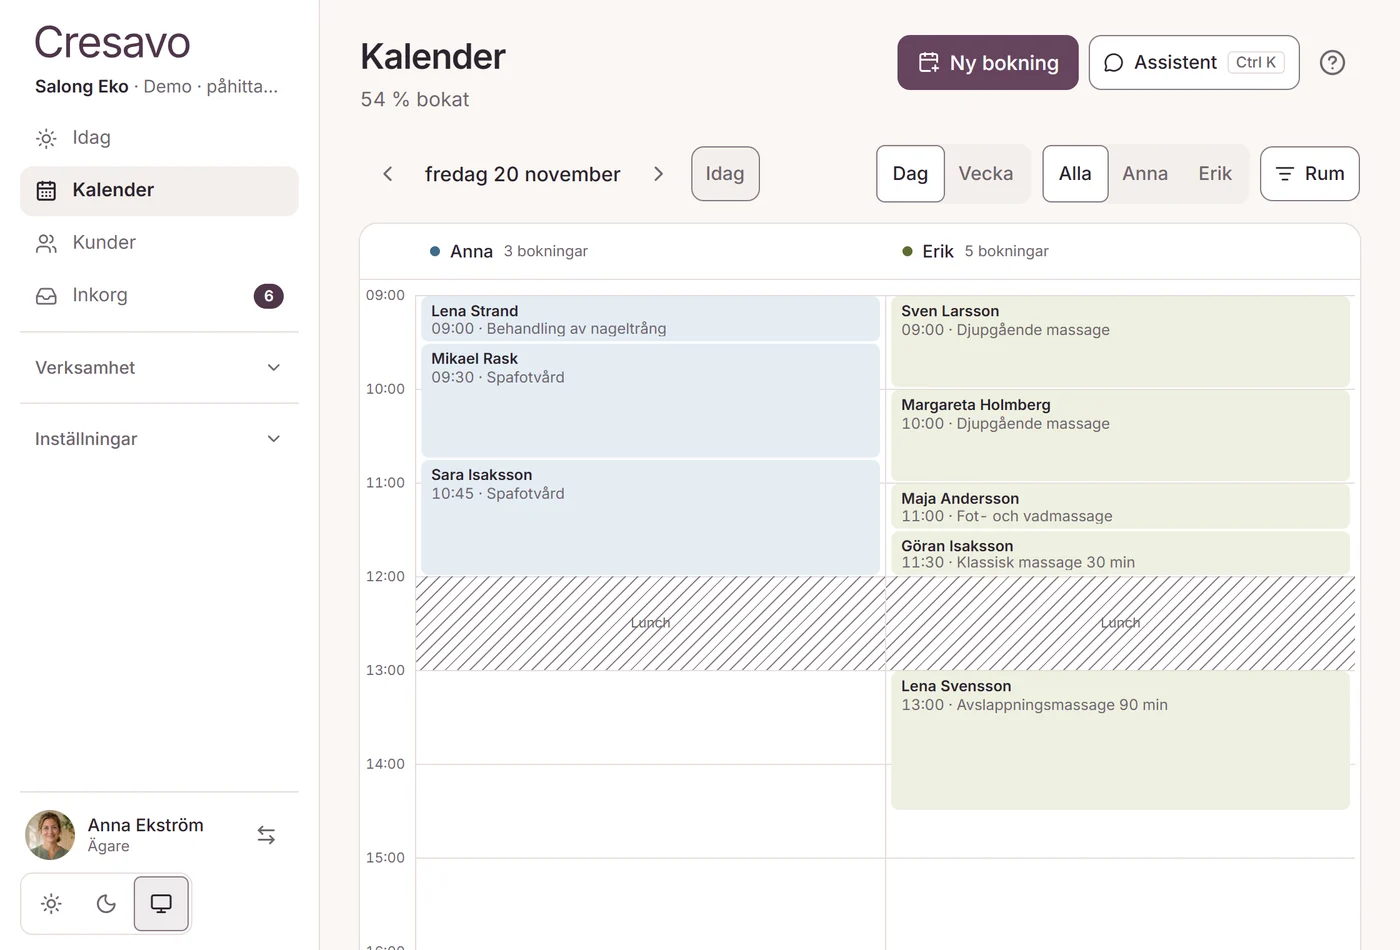 Cresavo
Salong Eko · Demo · påhitta...
Idag
Kalender
Kunder
Inkorg
6
Verksamhet
Inställningar
Anna Ekström
Ägare
Kalender
54 % bokat
Ny bokning
Assistent Ctrl K
fredag 20 november
Idag
Dag Vecka
Alla Anna Erik
Rum
Anna 3 bokningar
Erik 5 bokningar
09:00
Lena Strand
09:00 · Behandling av nageltrång
Mikael Rask
09:30 · Spafotvård
Sven Larsson
09:00 · Djupgående massage
10:00
Margareta Holmberg
10:00 · Djupgående massage
Sara Isaksson
10:45 · Spafotvård
11:00
Maja Andersson
11:00 · Fot- och vadmassage
Göran Isaksson
11:30 · Klassisk massage 30 min
12:00
Lunch
Lunch
13:00
Lena Svensson
13:00 · Avslappningsmassage 90 min
14:00
15:00